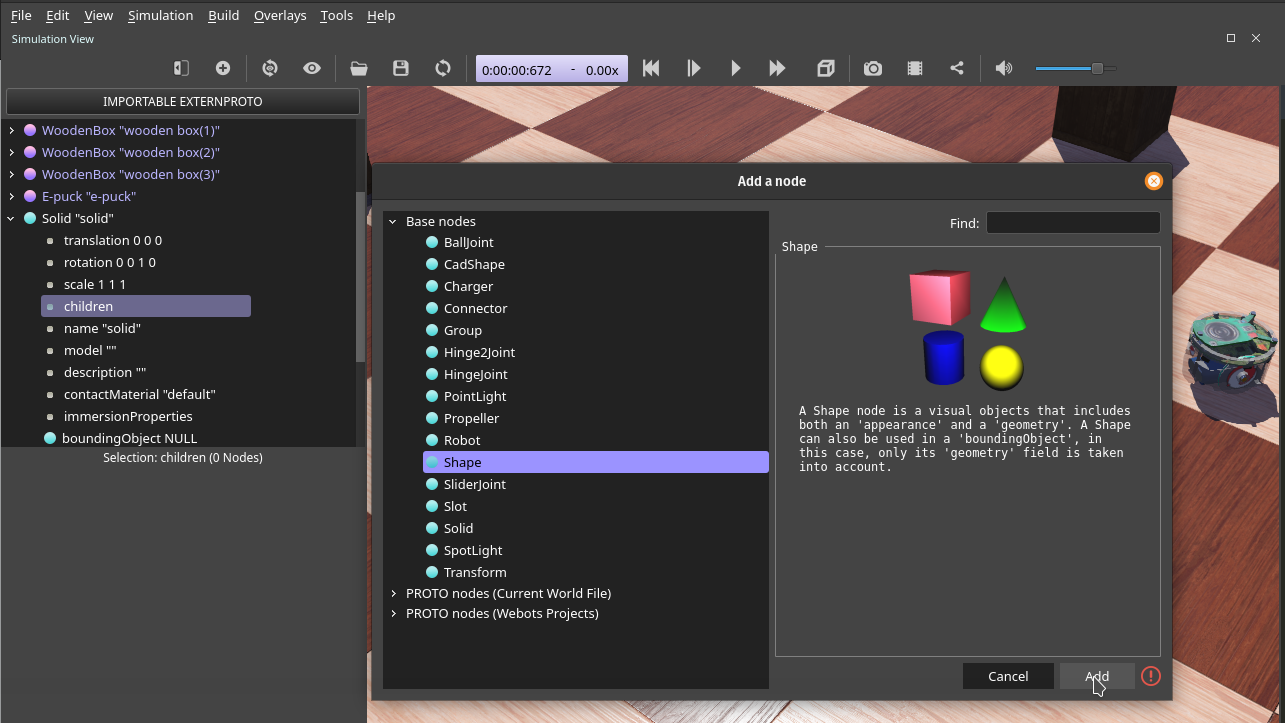 File Edit View Simulation Build Overlays Tools Help
Simulation View
0:00:00:672 - 0.00x
IMPORTABLE EXTERNPROTO
WoodenBox "wooden box(1)"
WoodenBox "wooden box(2)"
WoodenBox "wooden box(3)"
E-puck "e-puck"
Solid "solid"
translation 0 0 0
rotation 0 0 1 0
scale 1 1 1
children
name "solid"
model ""
description ""
contactMaterial "default"
immersionProperties
boundingObject NULL
Selection: children (0 Nodes)
Add a node
Base nodes
BallJoint
CadShape
Charger
Connector
Group
Hinge2Joint
HingeJoint
PointLight
Propeller
Robot
Shape
SliderJoint
Slot
Solid
SpotLight
Transform
PROTO nodes (Current World File)
PROTO nodes (Webots Projects)
Find:
Shape
A Shape node is a visual objects that includes
both an 'appearance' and a 'geometry'. A Shape
can also be used in a 'boundingObject', in
this case, only its 'geometry' field is taken
into account.
Cancel Add